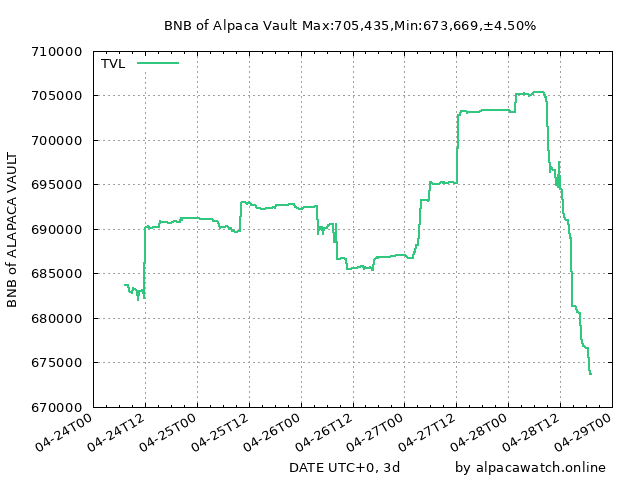 BNB of Alpaca Vault Max:705,435,Min:673,669,±4.50%
TVL
BNB of ALAPACA VAULT
710000
705000
700000
695000
690000
685000
680000
675000
670000
04-24T00
04-24T12
04-25T00
04-25T12
04-26T00
04-26T12
04-27T00
04-27T12
04-28T00
04-28T12
04-29T00
DATE UTC+0, 3d
by alpacawatch.online